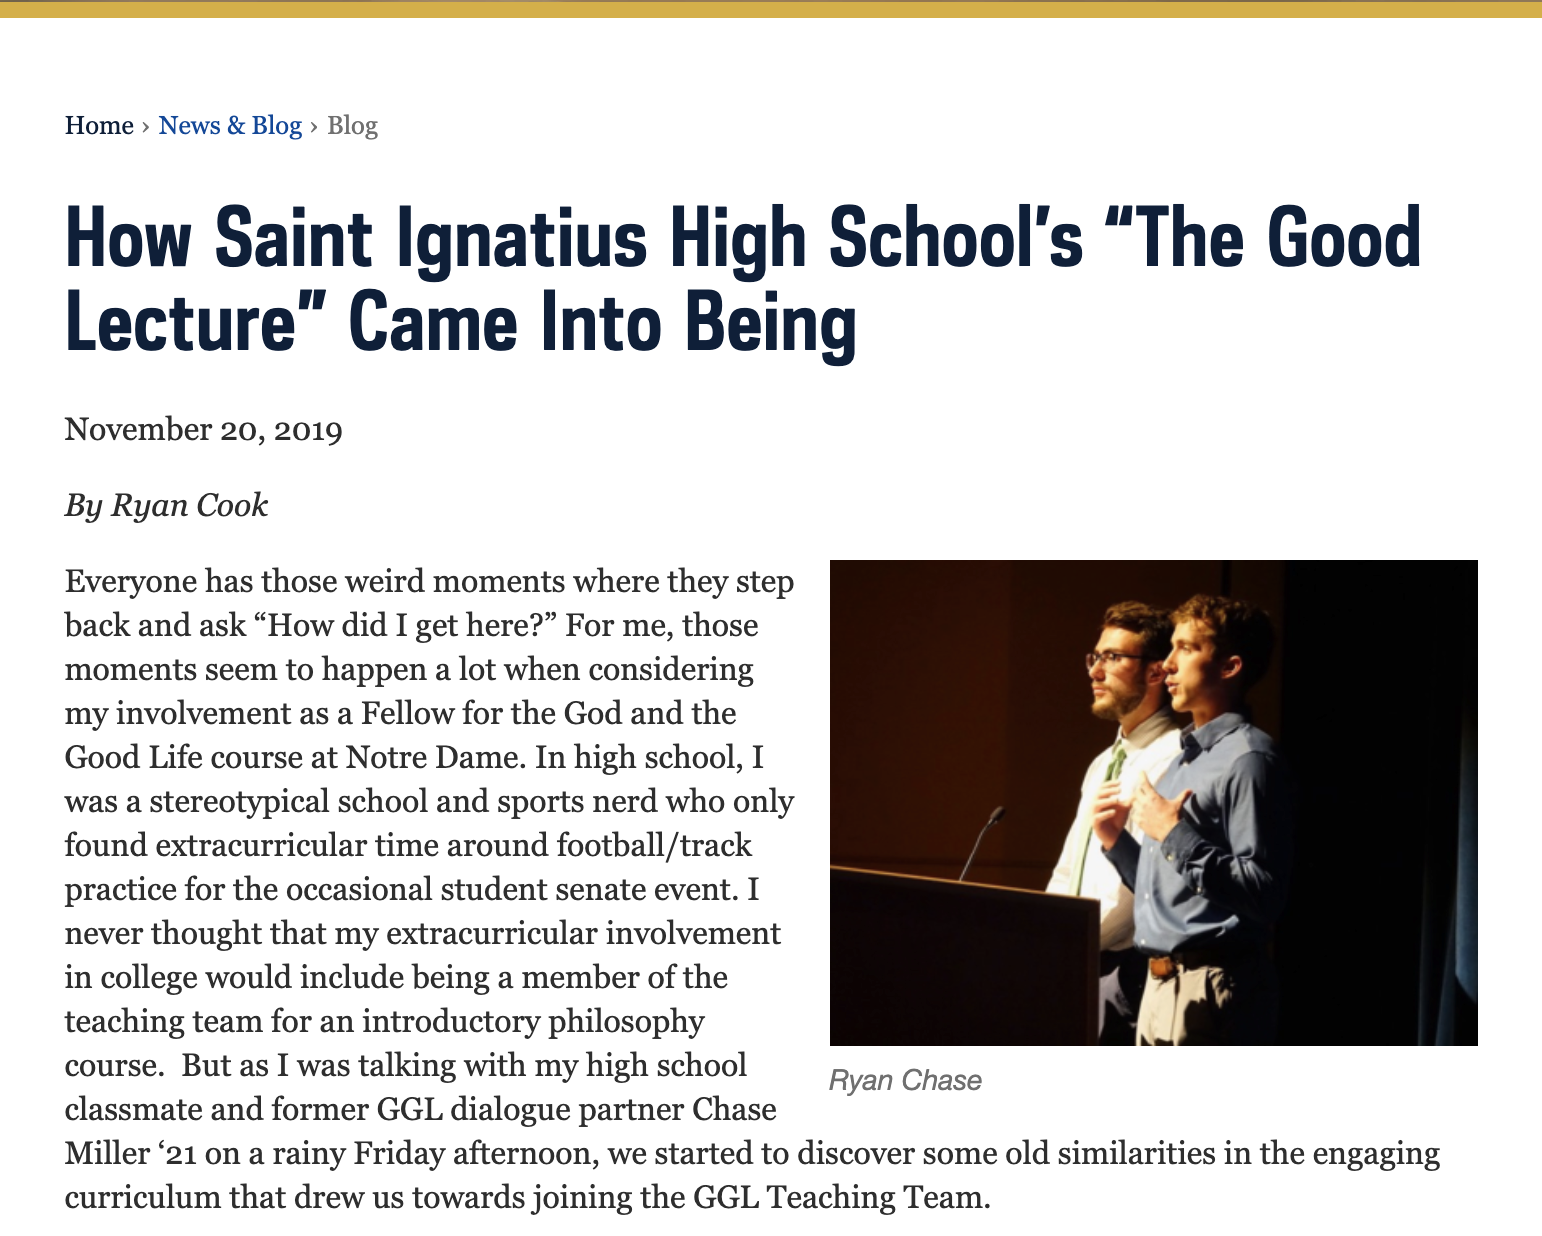 Home › News & Blog › Blog
How Saint Ignatius High School’s “The Good
Lecture” Came Into Being
November 20, 2019
By Ryan Cook
Everyone has those weird moments where they step
back and ask “How did I get here?” For me, those
moments seem to happen a lot when considering
my involvement as a Fellow for the God and the
Good Life course at Notre Dame. In high school, I
was a stereotypical school and sports nerd who only
found extracurricular time around football/track
practice for the occasional student senate event. I
never thought that my extracurricular involvement
in college would include being a member of the
teaching team for an introductory philosophy
course.  But as I was talking with my high school
classmate and former GGL dialogue partner Chase
Miller ‘21 on a rainy Friday afternoon, we started to discover some old similarities in the engaging
curriculum that drew us towards joining the GGL Teaching Team.
Ryan Chase